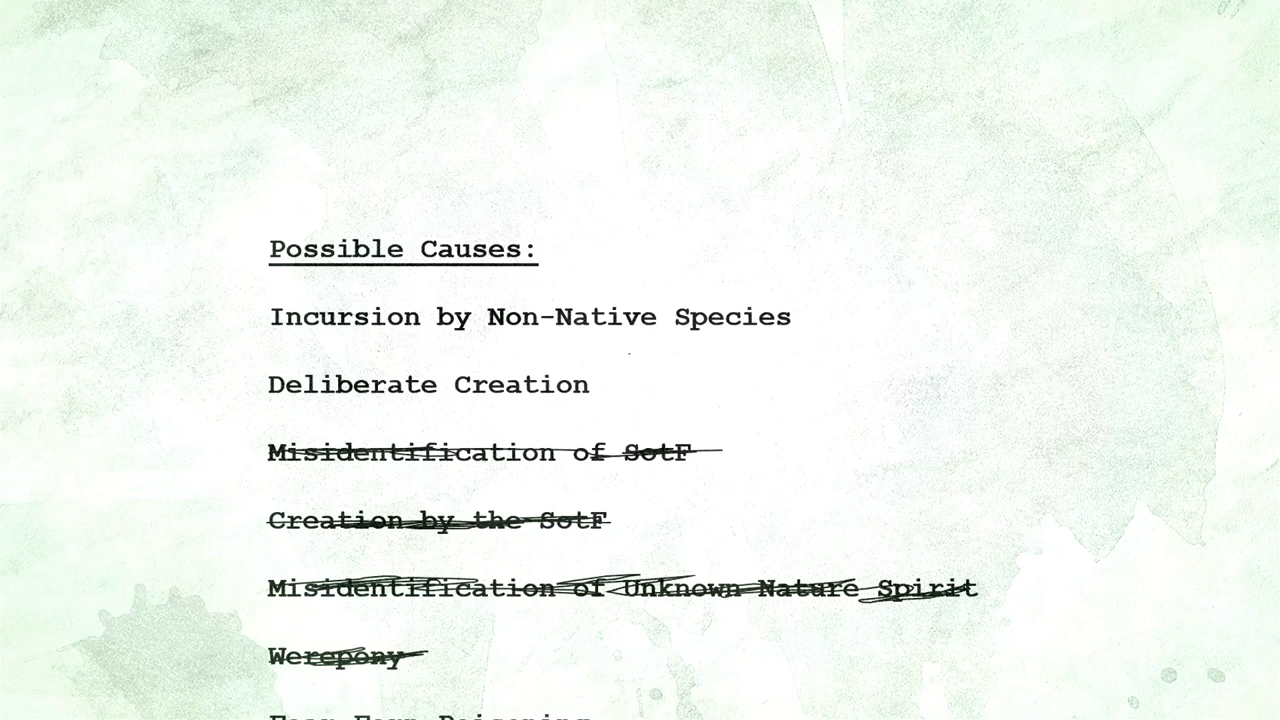 Possible Causes:
Incursion by Non-Native Species
Deliberate Creation
Misidentification of SotF
Creation by the SotF
Misidentification of Unknown Nature Spirit
Werepony